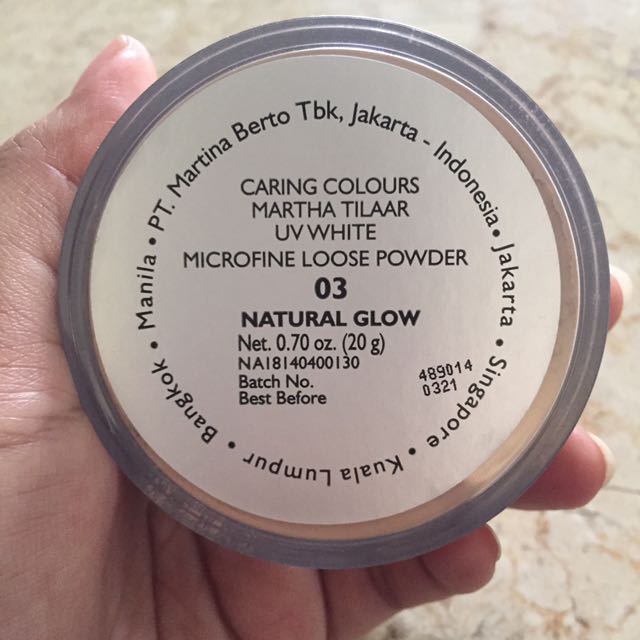 PT. Martina Berto Tbk, Jakarta - Indonesia • Jakarta • Singapore • Kuala Lumpur • Bangkok • Manila •
CARING COLOURS
MARTHA TILAAR
UV WHITE
MICROFINE LOOSE POWDER
03
NATURAL GLOW
Net. 0.70 oz. (20 g)
NA18140400130
Batch No. 489014
Best Before 0321